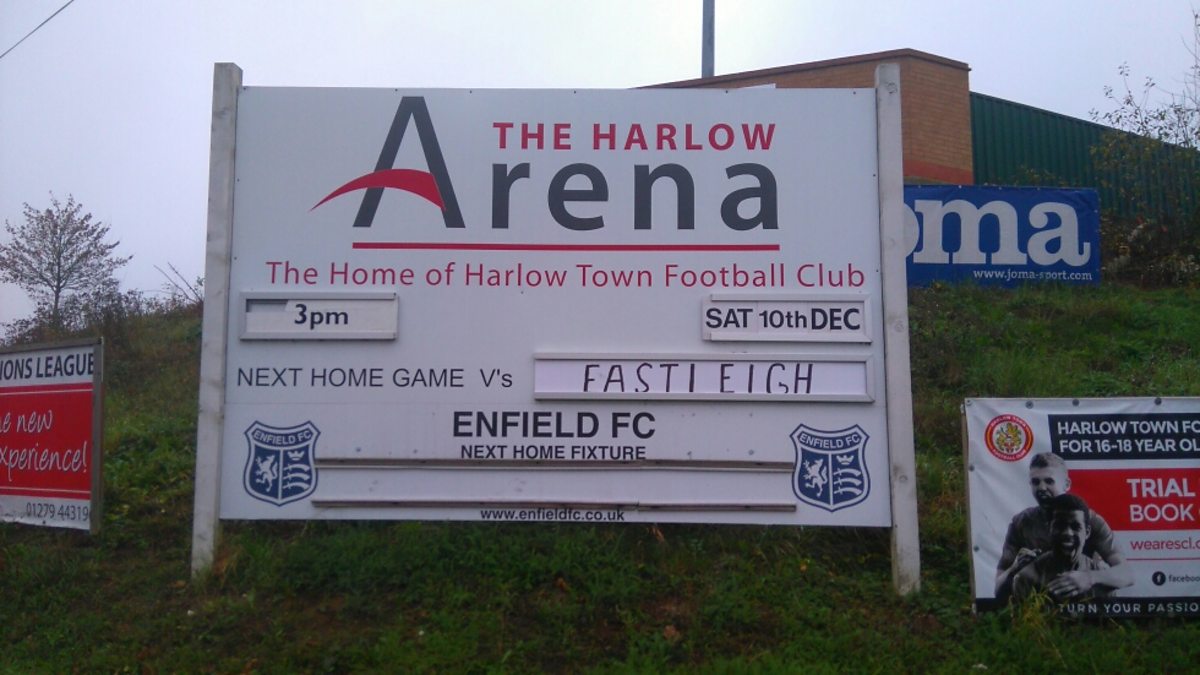 THE HARLOW
Arena
The Home of Harlow Town Football Club
3pm
SAT 10th DEC
NEXT HOME GAME V's
EASTLEIGH
ENFIELD FC
NEXT HOME FIXTURE
ENFIELD FC
ENFIELD FC
www.enfieldfc.co.uk
oma
www.joma-sport.com
IONS LEAGUE
e new
xperience!
01279 44319
HARLOW TOWN FO
FOR 16-18 YEAR OL
TRIAL
BOOK
wearescl.c
faceboo
TURN YOUR PASSIO